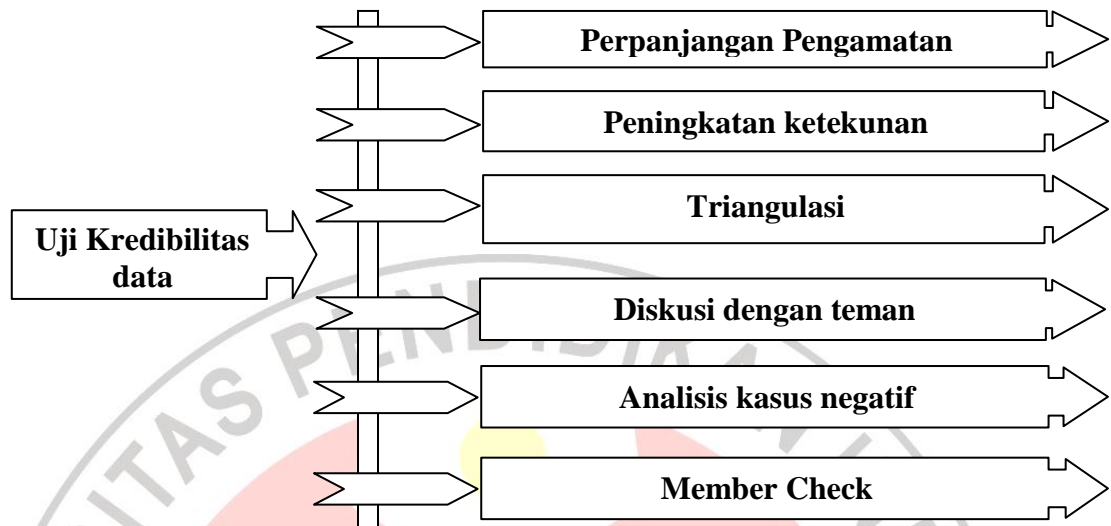 Perpanjangan Pengamatan
Peningkatan ketekunan
Triangulasi
Uji Kredibilitas
data
Diskusi dengan teman
Analisis kasus negatif
Member Check